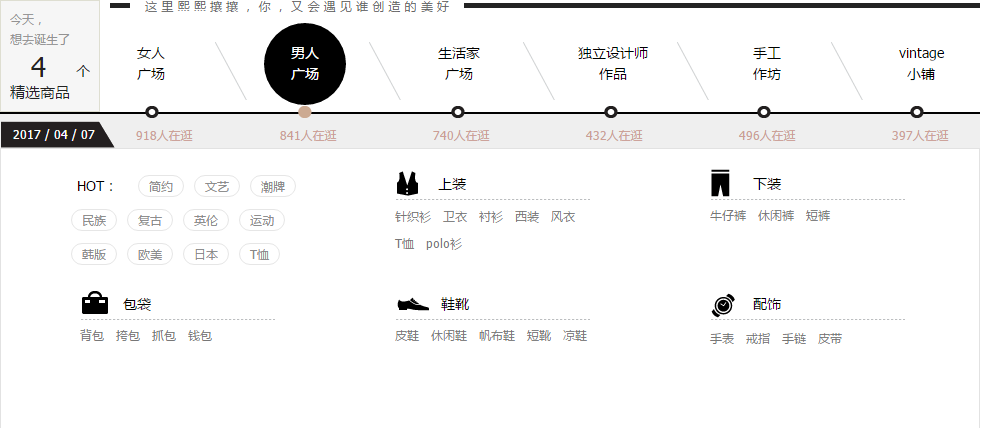 这里熙熙攘攘，你，又会遇见谁创造的美好
今天，
想去诞生了
4 个
精选商品
女人
广场
男人
广场
生活家
广场
独立设计师
作品
手工
作坊
vintage
小铺
2017 / 04 / 07
918人在逛
841人在逛
740人在逛
432人在逛
496人在逛
397人在逛
HOT：
简约 文艺 潮牌
民族 复古 英伦 运动
韩版 欧美 日本 T恤
上装
针织衫 卫衣 衬衫 西装 风衣
T恤 polo衫
下装
牛仔裤 休闲裤 短裤
包袋
背包 挎包 抓包 钱包
鞋靴
皮鞋 休闲鞋 帆布鞋 短靴 凉鞋
配饰
手表 戒指 手链 皮带